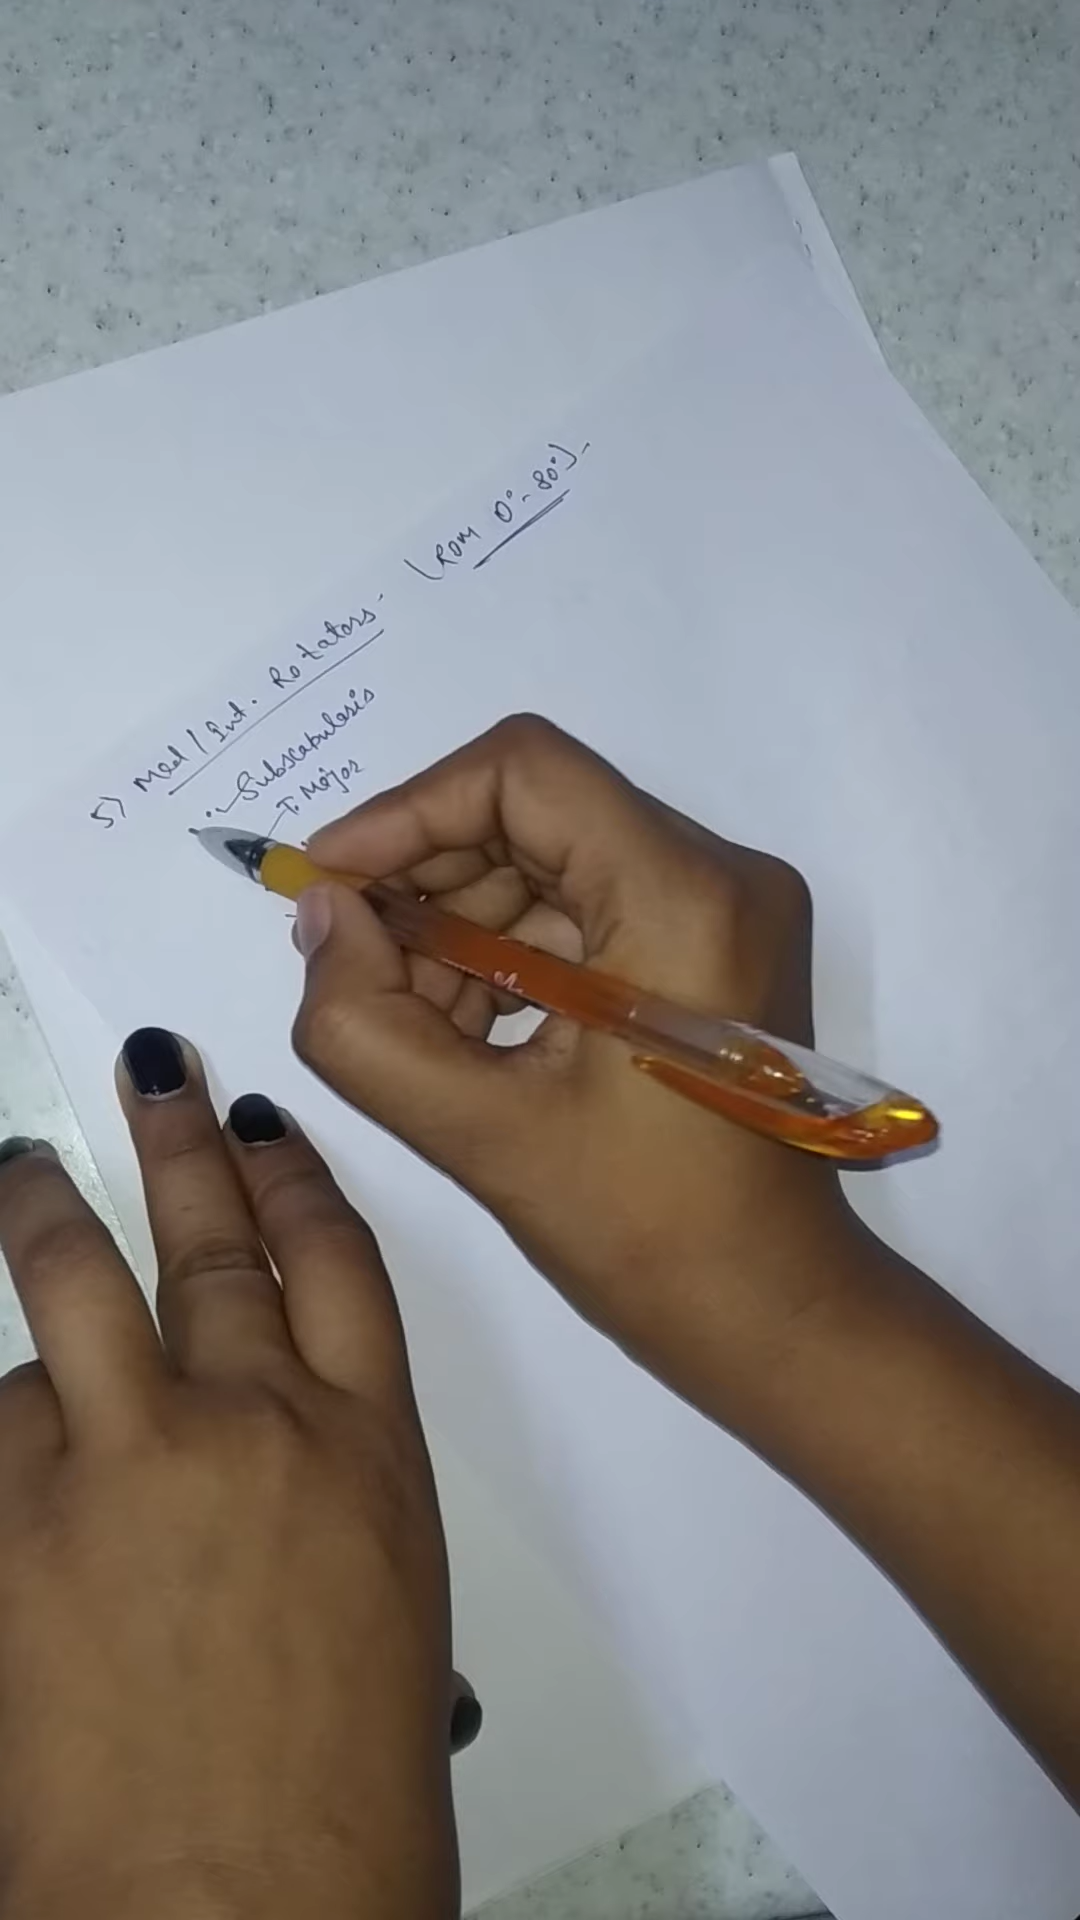 5) Med / Int. Rotators - (ROM 0° - 80°) -
Subscapularis
T. Major